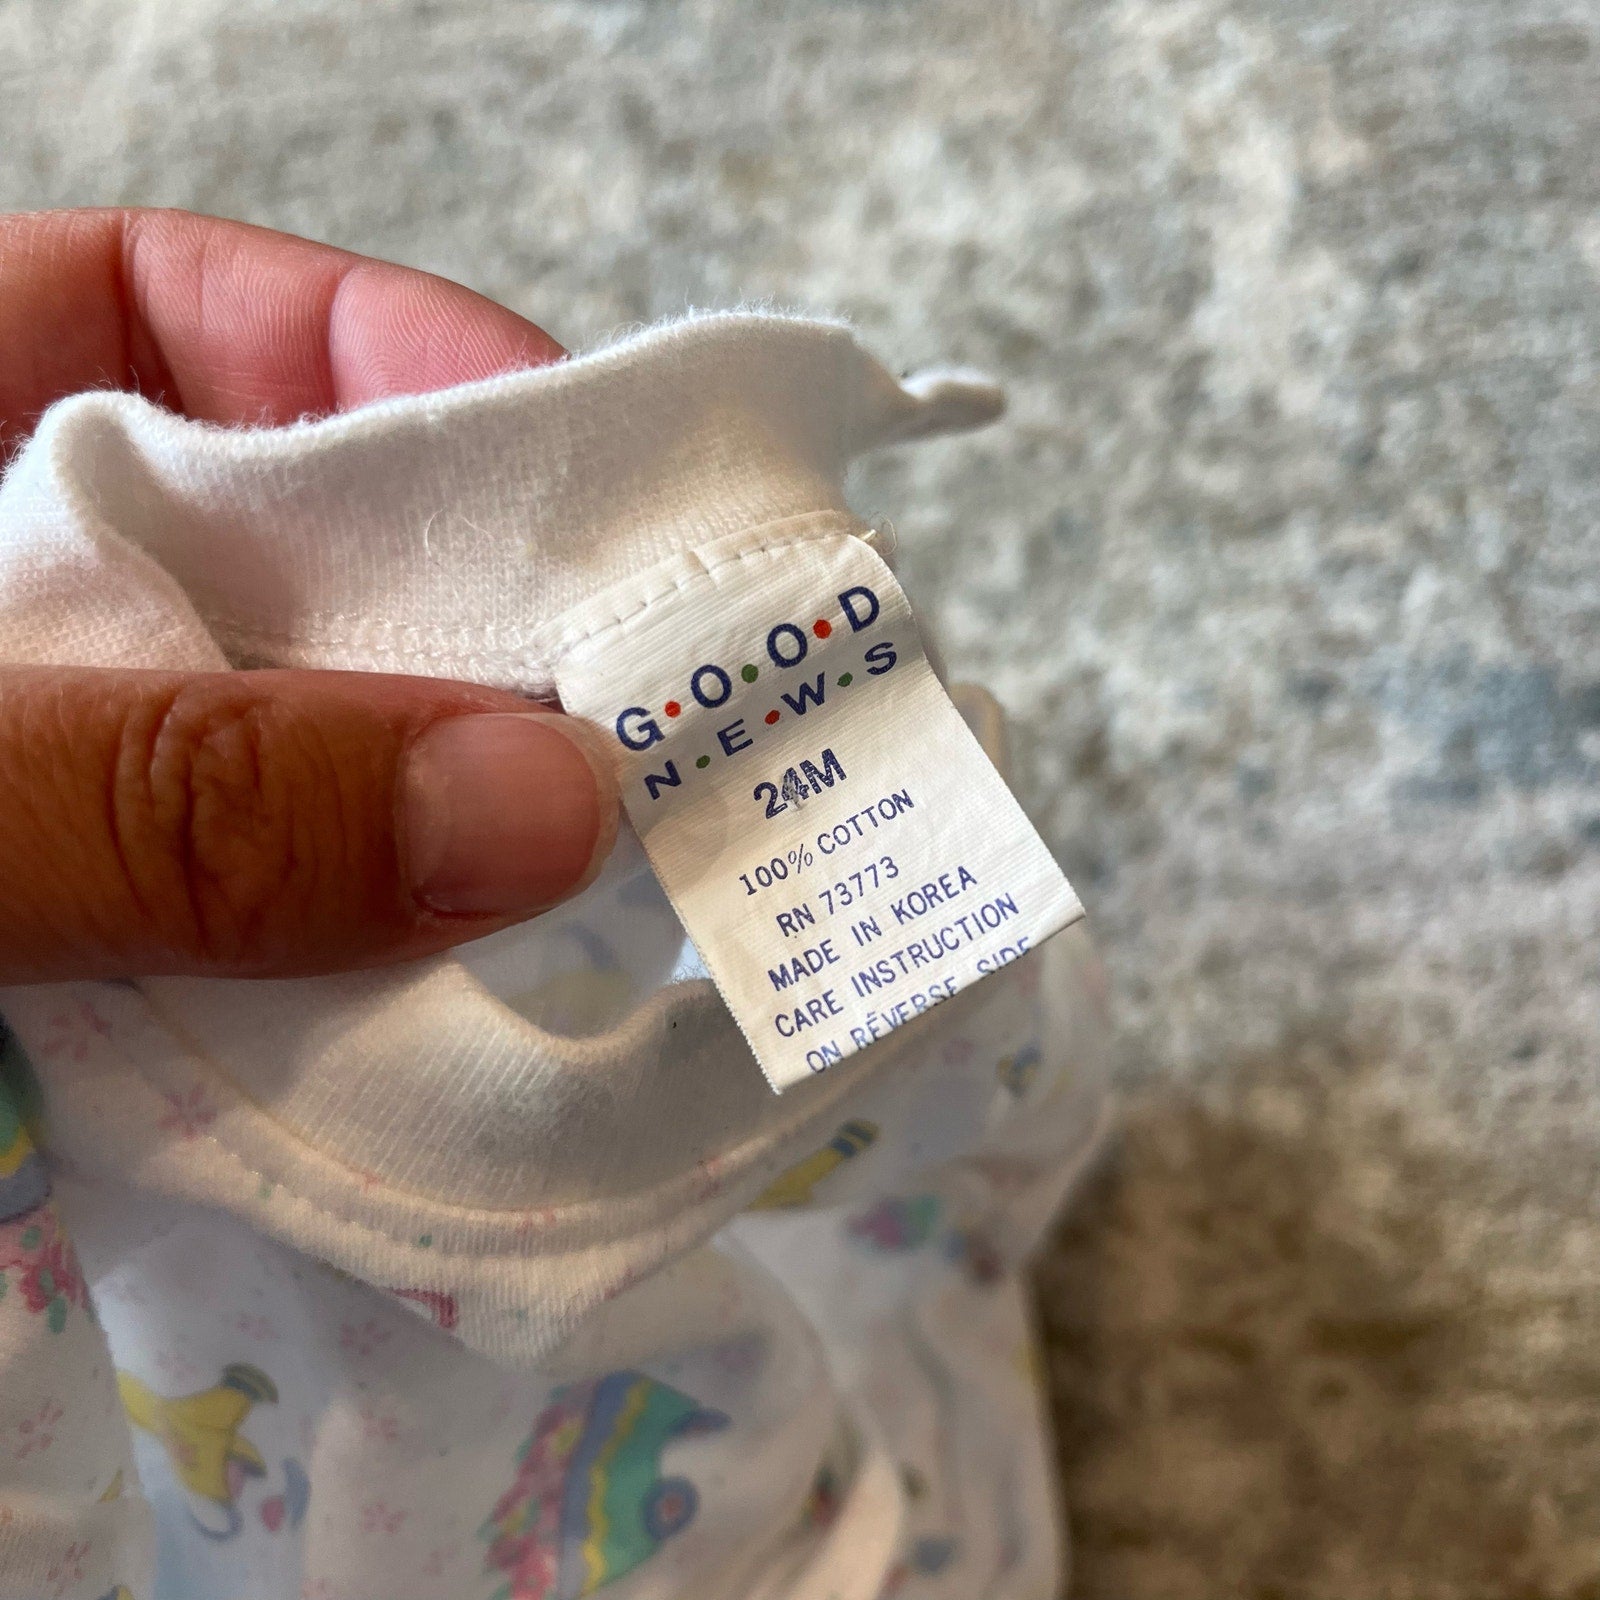 G•O•O•D
N•E•W•S
24M
100% COTTON
RN 73773
MADE IN KOREA
CARE INSTRUCTION
ON REVERSE SIDE